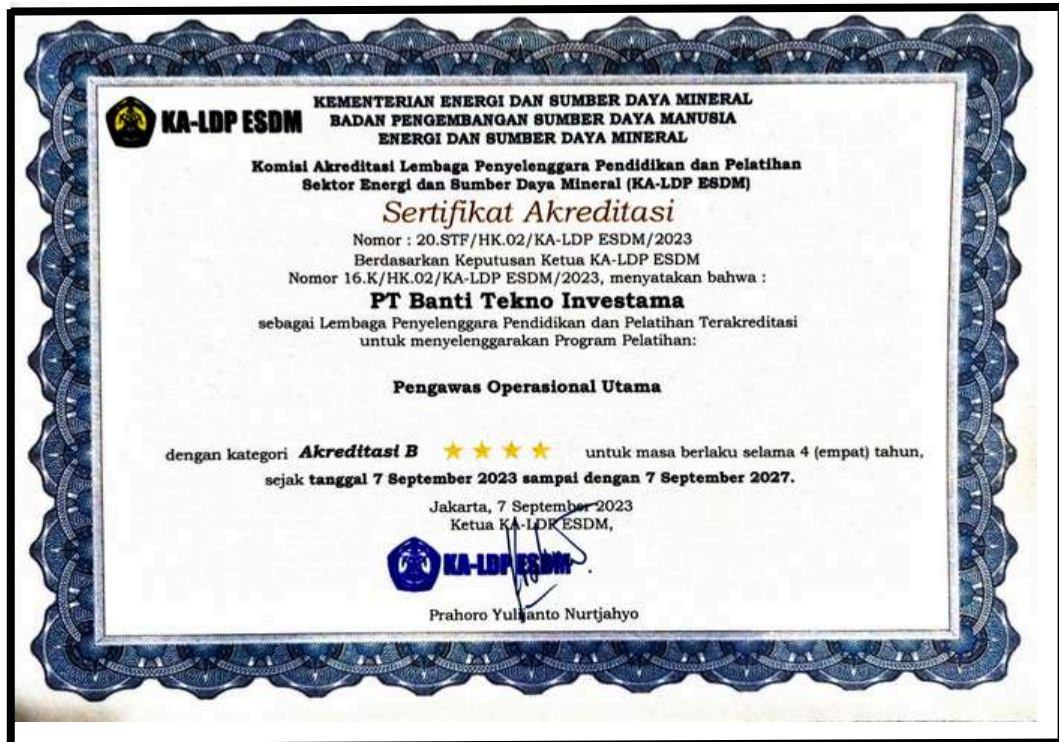 KA-LDP ESDM
KEMENTERIAN ENERGI DAN SUMBER DAYA MINERAL
BADAN PENGEMBANGAN SUMBER DAYA MANUSIA
ENERGI DAN SUMBER DAYA MINERAL
Komisi Akreditasi Lembaga Penyelenggara Pendidikan dan Pelatihan
Sektor Energi dan Sumber Daya Mineral (KA-LDP ESDM)
Sertifikat Akreditasi
Nomor : 20.STF/HK.02/KA-LDP ESDM/2023
Berdasarkan Keputusan Ketua KA-LDP ESDM
Nomor 16.K/HK.02/KA-LDP ESDM/2023, menyatakan bahwa :
PT Banti Tekno Investama
sebagai Lembaga Penyelenggara Pendidikan dan Pelatihan Terakreditasi
untuk menyelenggarakan Program Pelatihan:
Pengawas Operasional Utama
dengan kategori Akreditasi B ★ ★ ★ ★ untuk masa berlaku selama 4 (empat) tahun,
sejak tanggal 7 September 2023 sampai dengan 7 September 2027.
Jakarta, 7 September 2023
Ketua KA-LDP ESDM,
KA-LDP ESDM
Prahoro Yulijanto Nurtjahyo